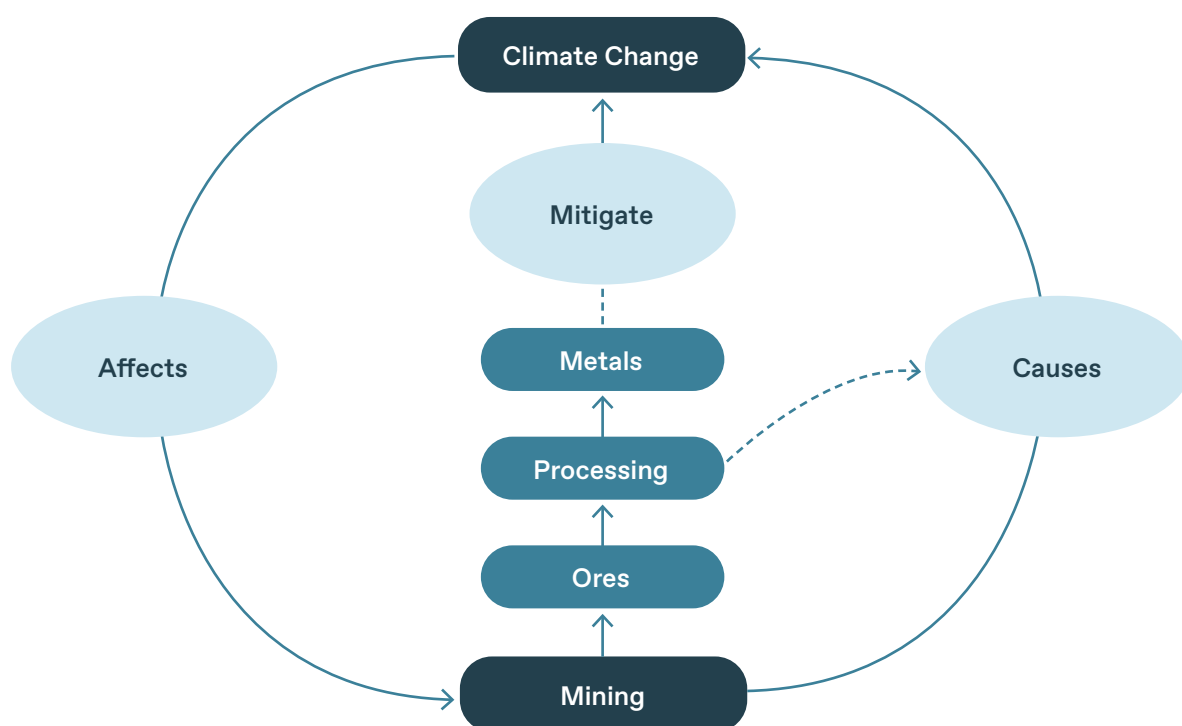 Climate Change
Mitigate
Affects
Metals
Causes
Processing
Ores
Mining